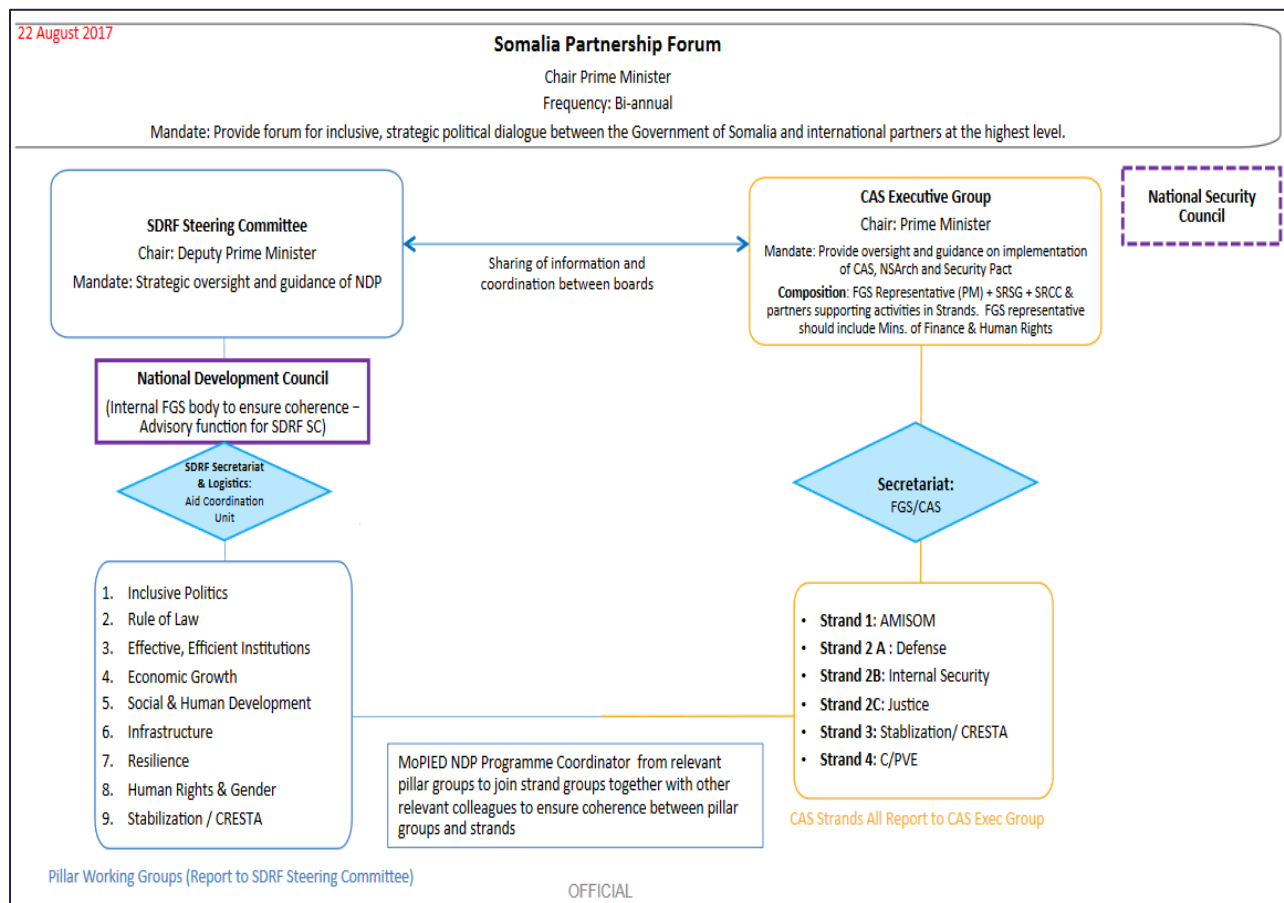 22 August 2017
Somalia Partnership Forum
Chair Prime Minister
Frequency: Bi-annual
Mandate: Provide forum for inclusive, strategic political dialogue between the Government of Somalia and international partners at the highest level.
SDRF Steering Committee
Chair: Deputy Prime Minister
Mandate: Strategic oversight and guidance of NDP
Sharing of information and
coordination between boards
CAS Executive Group
Chair: Prime Minister
Mandate: Provide oversight and guidance on implementation
of CAS, NSArch and Security Pact
Composition: FGS Representative (PM) + SRSG + SRCC &
partners supporting activities in Strands. FGS representative
should include Mins. of Finance & Human Rights
National Security
Council
National Development Council
(Internal FGS body to ensure coherence –
Advisory function for SDRF SC)
SDRF Secretariat
& Logistics:
Aid Coordination
Unit
Secretariat:
FGS/CAS
1. Inclusive Politics
2. Rule of Law
3. Effective, Efficient Institutions
4. Economic Growth
5. Social & Human Development
6. Infrastructure
7. Resilience
8. Human Rights & Gender
9. Stabilization / CRESTA
MoPIED NDP Programme Coordinator from relevant
pillar groups to join strand groups together with other
relevant colleagues to ensure coherence between pillar
groups and strands
• Strand 1: AMISOM
• Strand 2 A : Defense
• Strand 2B: Internal Security
• Strand 2C: Justice
• Strand 3: Stablization/ CRESTA
• Strand 4: C/PVE
CAS Strands All Report to CAS Exec Group
Pillar Working Groups (Report to SDRF Steering Committee)
OFFICIAL